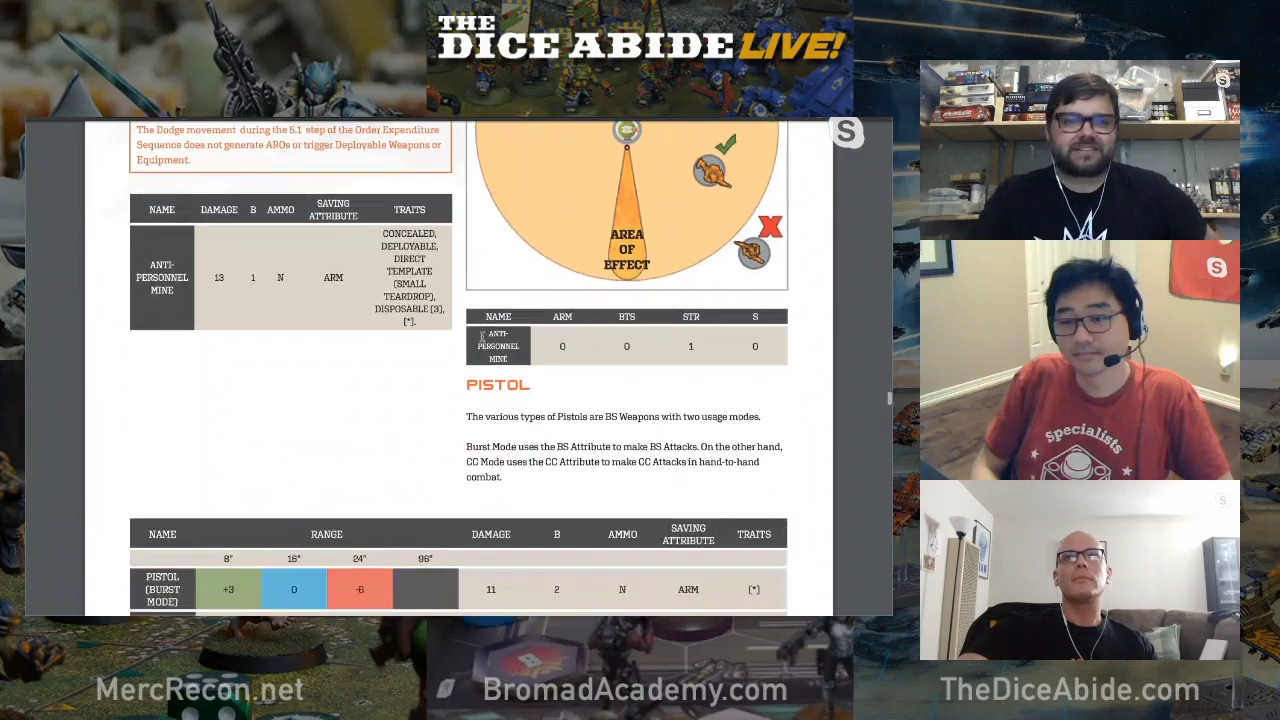 THE
DICE ABIDE LIVE!
The Dodge movement during the 5.1 step of the Order Expenditure
Sequence does not generate AROs or trigger Deployable Weapons or
Equipment.
NAME DAMAGE B AMMO SAVING ATTRIBUTE TRAITS
ANTI-PERSONNEL MINE 13 1 N ARM CONCEALED, DEPLOYABLE, DIRECT TEMPLATE (SMALL TEARDROP), DISPOSABLE (3), [*].
AREA
OF
EFFECT
NAME ARM BTS STR S
ANTI-PERSONNEL MINE 0 0 1 0
PISTOL
The various types of Pistols are BS Weapons with two usage modes.
Burst Mode uses the BS Attribute to make BS Attacks. On the other hand,
CC Mode uses the CC Attribute to make CC Attacks in hand-to-hand
combat.
NAME RANGE DAMAGE B AMMO SAVING ATTRIBUTE TRAITS
8" 16" 24" 96"
PISTOL (BURST MODE) +3 0 -6 11 2 N ARM [*]
Specialists
MercRecon.net
BromadAcademy.com
TheDiceAbide.com